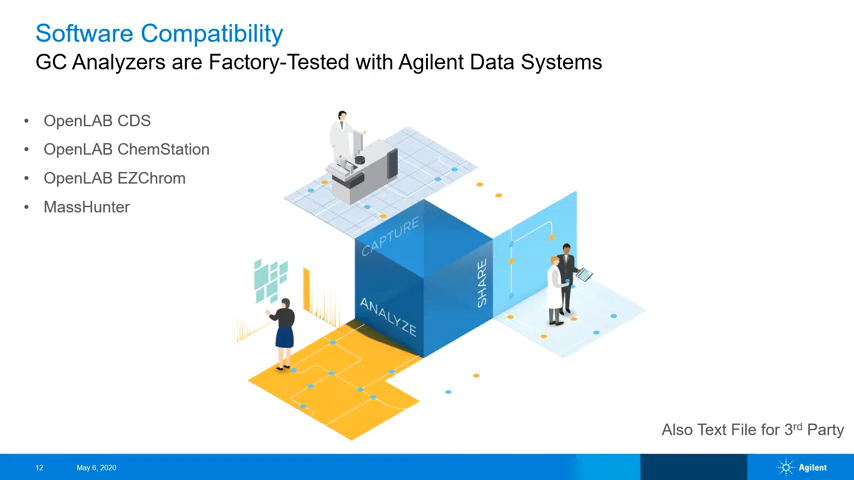 Software Compatibility
GC Analyzers are Factory-Tested with Agilent Data Systems
• OpenLAB CDS
• OpenLAB ChemStation
• OpenLAB EZChrom
• MassHunter
CAPTURE
ANALYZE
SHARE
Also Text File for 3rd Party
12
May 6, 2020
Agilent